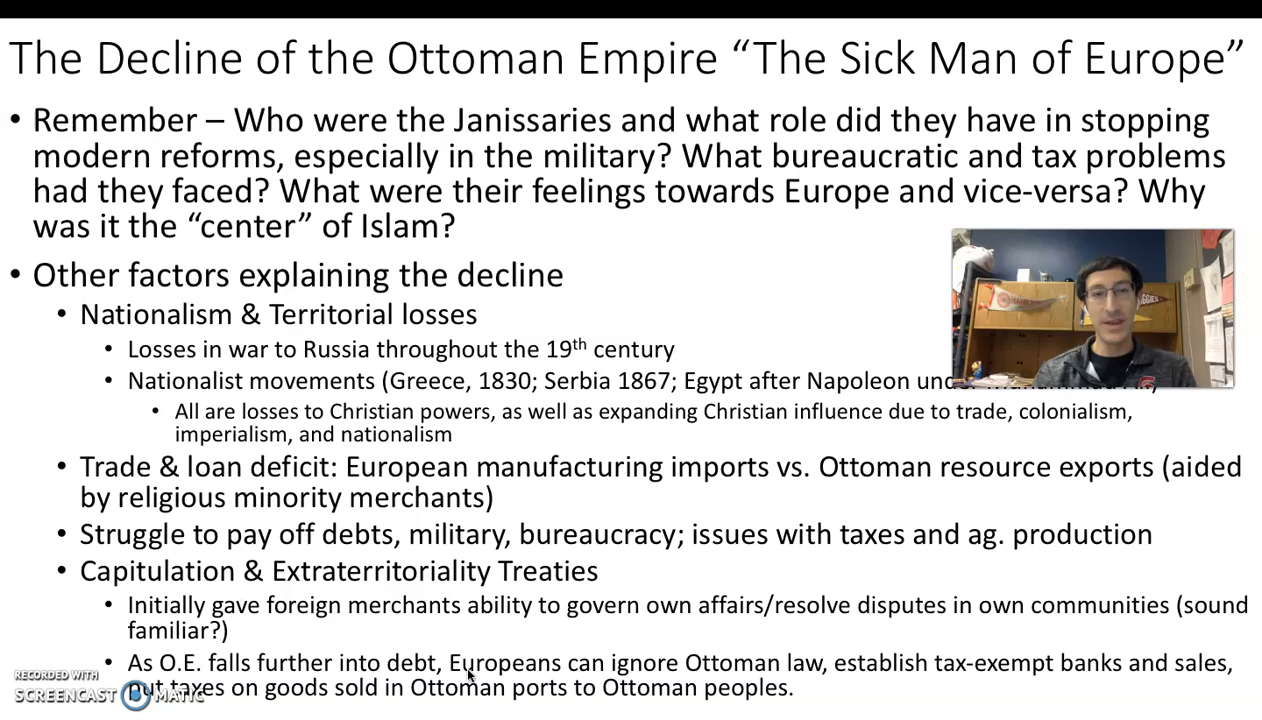 The Decline of the Ottoman Empire “The Sick Man of Europe”
• Remember – Who were the Janissaries and what role did they have in stopping
modern reforms, especially in the military? What bureaucratic and tax problems
had they faced? What were their feelings towards Europe and vice-versa? Why
was it the “center” of Islam?
• Other factors explaining the decline
• Nationalism & Territorial losses
• Losses in war to Russia throughout the 19th century
• Nationalist movements (Greece, 1830; Serbia 1867; Egypt after Napoleon
• All are losses to Christian powers, as well as expanding Christian influence due to trade, colonialism,
imperialism, and nationalism
• Trade & loan deficit: European manufacturing imports vs. Ottoman resource exports (aided
by religious minority merchants)
• Struggle to pay off debts, military, bureaucracy; issues with taxes and ag. production
• Capitulation & Extraterritoriality Treaties
• Initially gave foreign merchants ability to govern own affairs/resolve disputes in own communities (sound
familiar?)
• As O.E. falls further into debt, Europeans can ignore Ottoman law, establish tax-exempt banks and sales,
put taxes on goods sold in Ottoman ports to Ottoman peoples.
RECORDED WITH
SCREENCAST MATIC